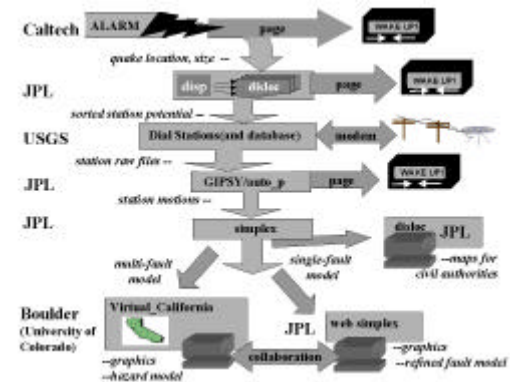 Caltech
ALARM
page
WAKE UP!
quake location, size --
JPL
disp
disloc
page
WAKE UP!
sorted station potential --
USGS
Dial Stations(and database)
modem
station raw files --
JPL
GIPSY/auto_p
page
WAKE UP!
station motions --
JPL
simplex
disloc
JPL
--maps for
civil authorities
multi-fault
model
single-fault
model
Boulder
(University of
Colorado)
Virtual_California
--graphics
--hazard model
collaboration
JPL
web simplex
--graphics
--refined fault model